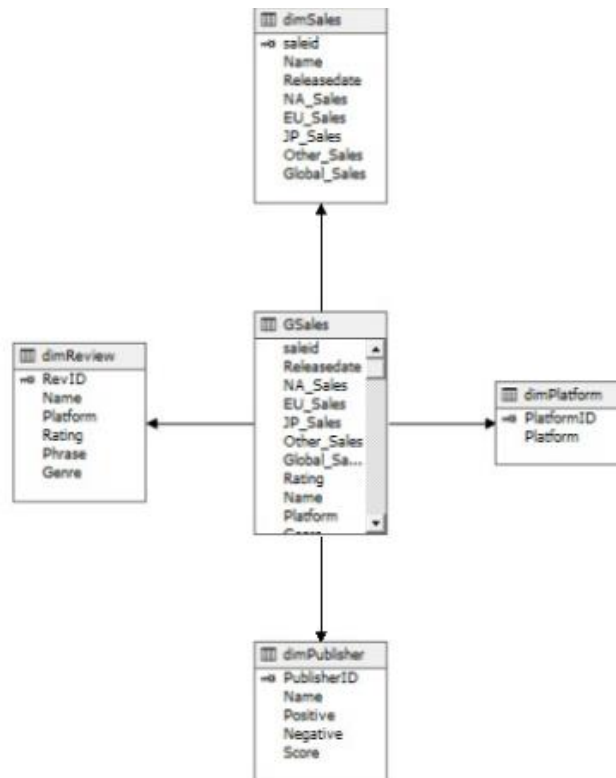 dimSales
saleid
Name
Releasedate
NA_Sales
EU_Sales
JP_Sales
Other_Sales
Global_Sales
GSales
saleid
Releasedate
NA_Sales
EU_Sales
JP_Sales
Other_Sales
Global_Sa...
Rating
Name
Platform
dimReview
RevID
Name
Platform
Rating
Phrase
Genre
dimPlatform
PlatformID
Platform
dimPublisher
PublisherID
Name
Positive
Negative
Score